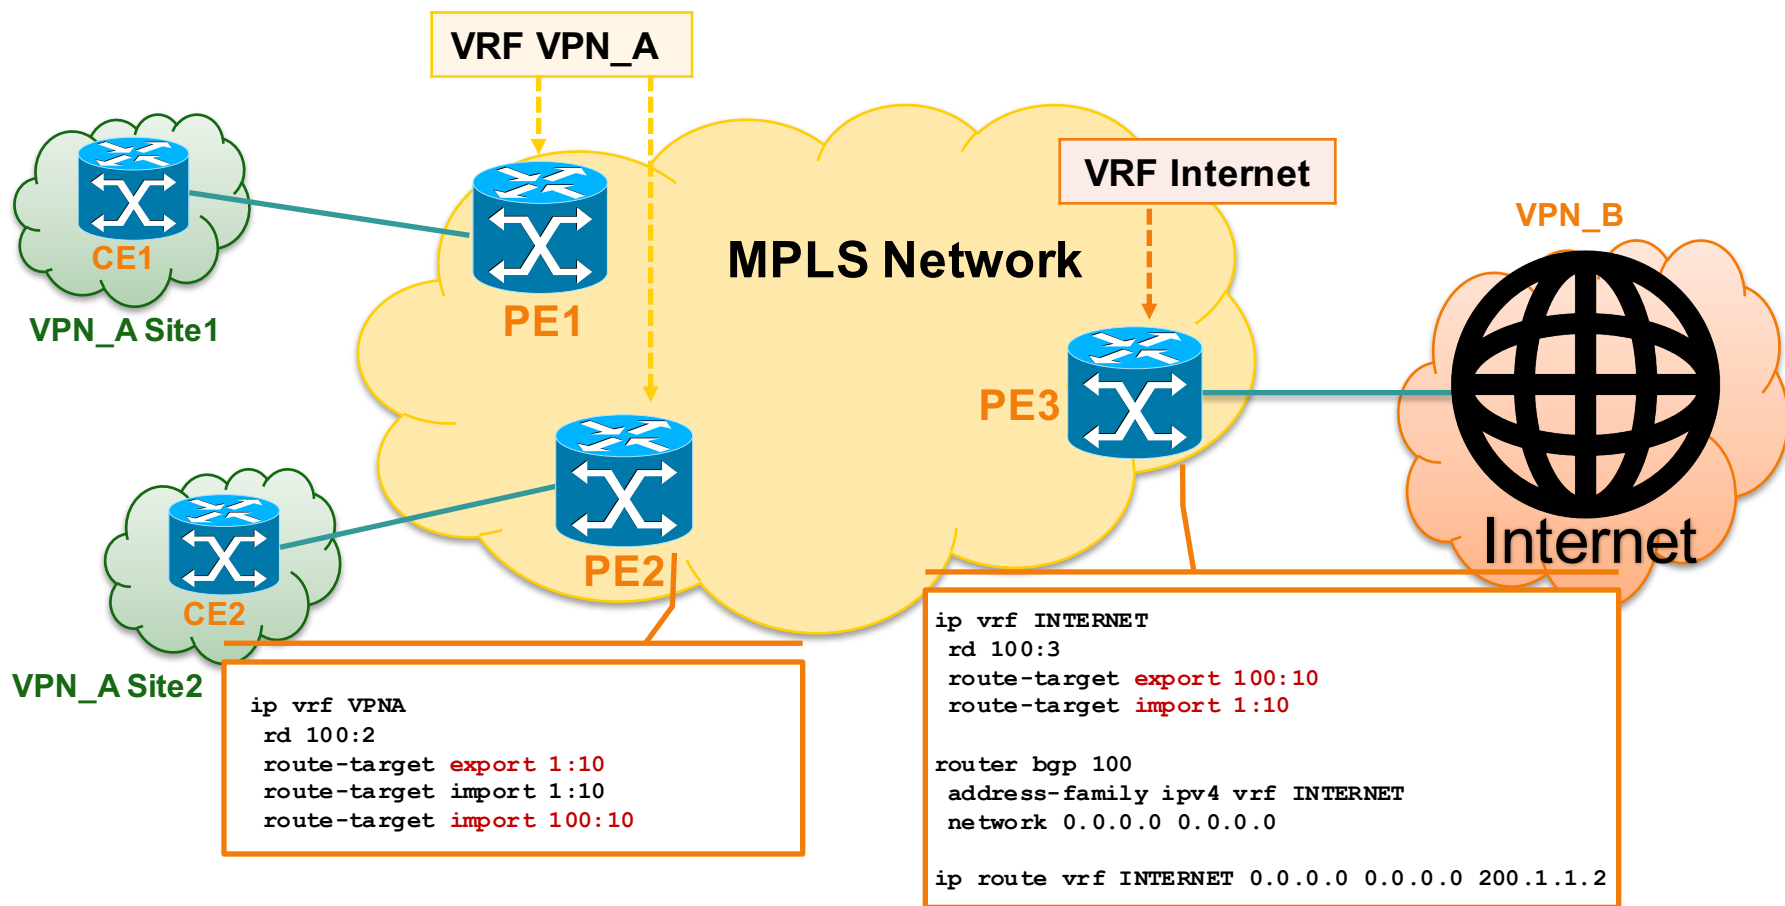 VRF VPN_A
VRF Internet
VPN_B
MPLS Network
CE1
PE1
VPN_A Site1
PE3
Internet
PE2
CE2
VPN_A Site2
ip vrf VPNA
rd 100:2
route-target export 1:10
route-target import 1:10
route-target import 100:10
ip vrf INTERNET
rd 100:3
route-target export 100:10
route-target import 1:10
router bgp 100
address-family ipv4 vrf INTERNET
network 0.0.0.0 0.0.0.0
ip route vrf INTERNET 0.0.0.0 0.0.0.0 200.1.1.2